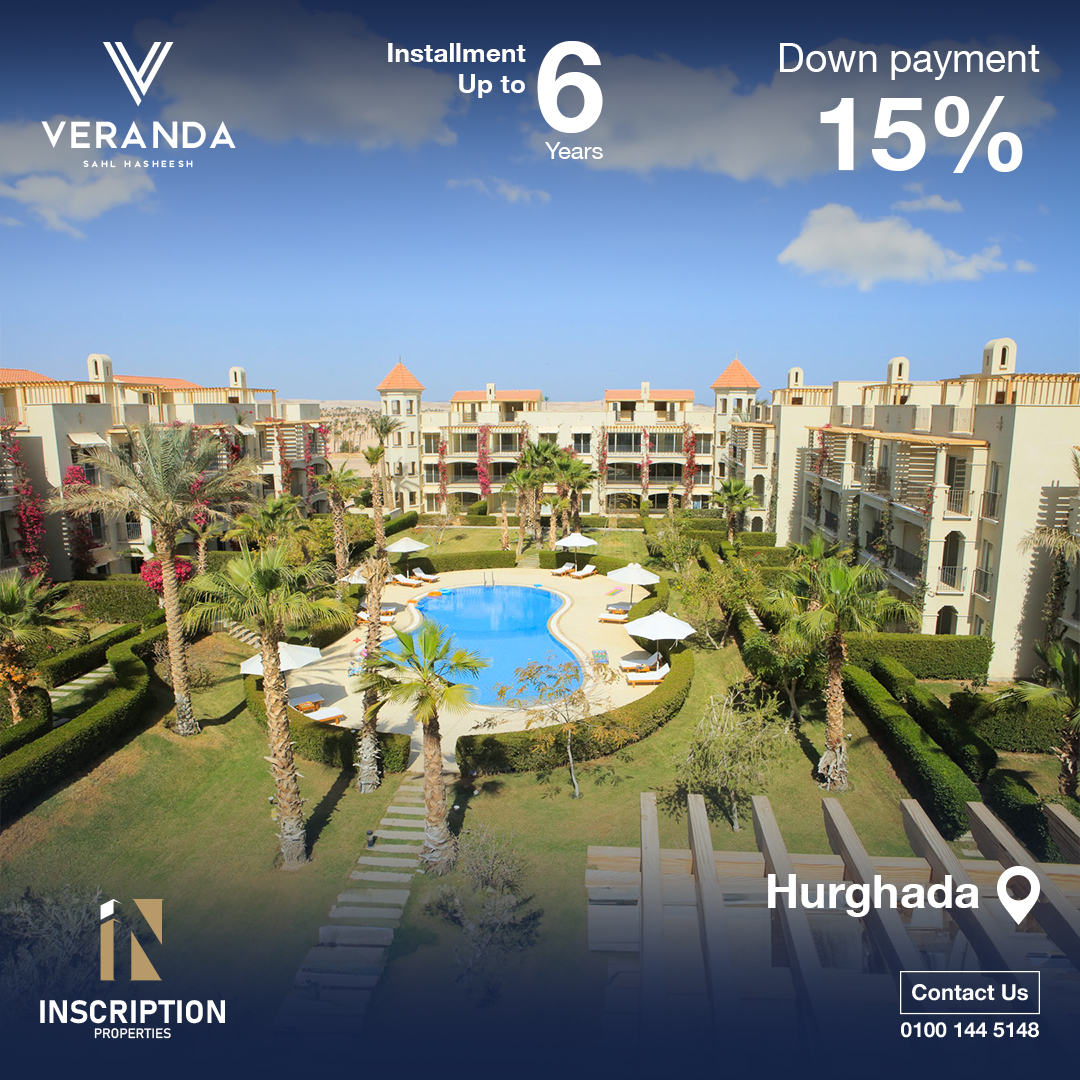 VERANDA
SAHL HASHEESH
Installment
Up to
6
Years
Down payment
15%
Hurghada
INSCRIPTION
PROPERTIES
Contact Us
0100 144 5148